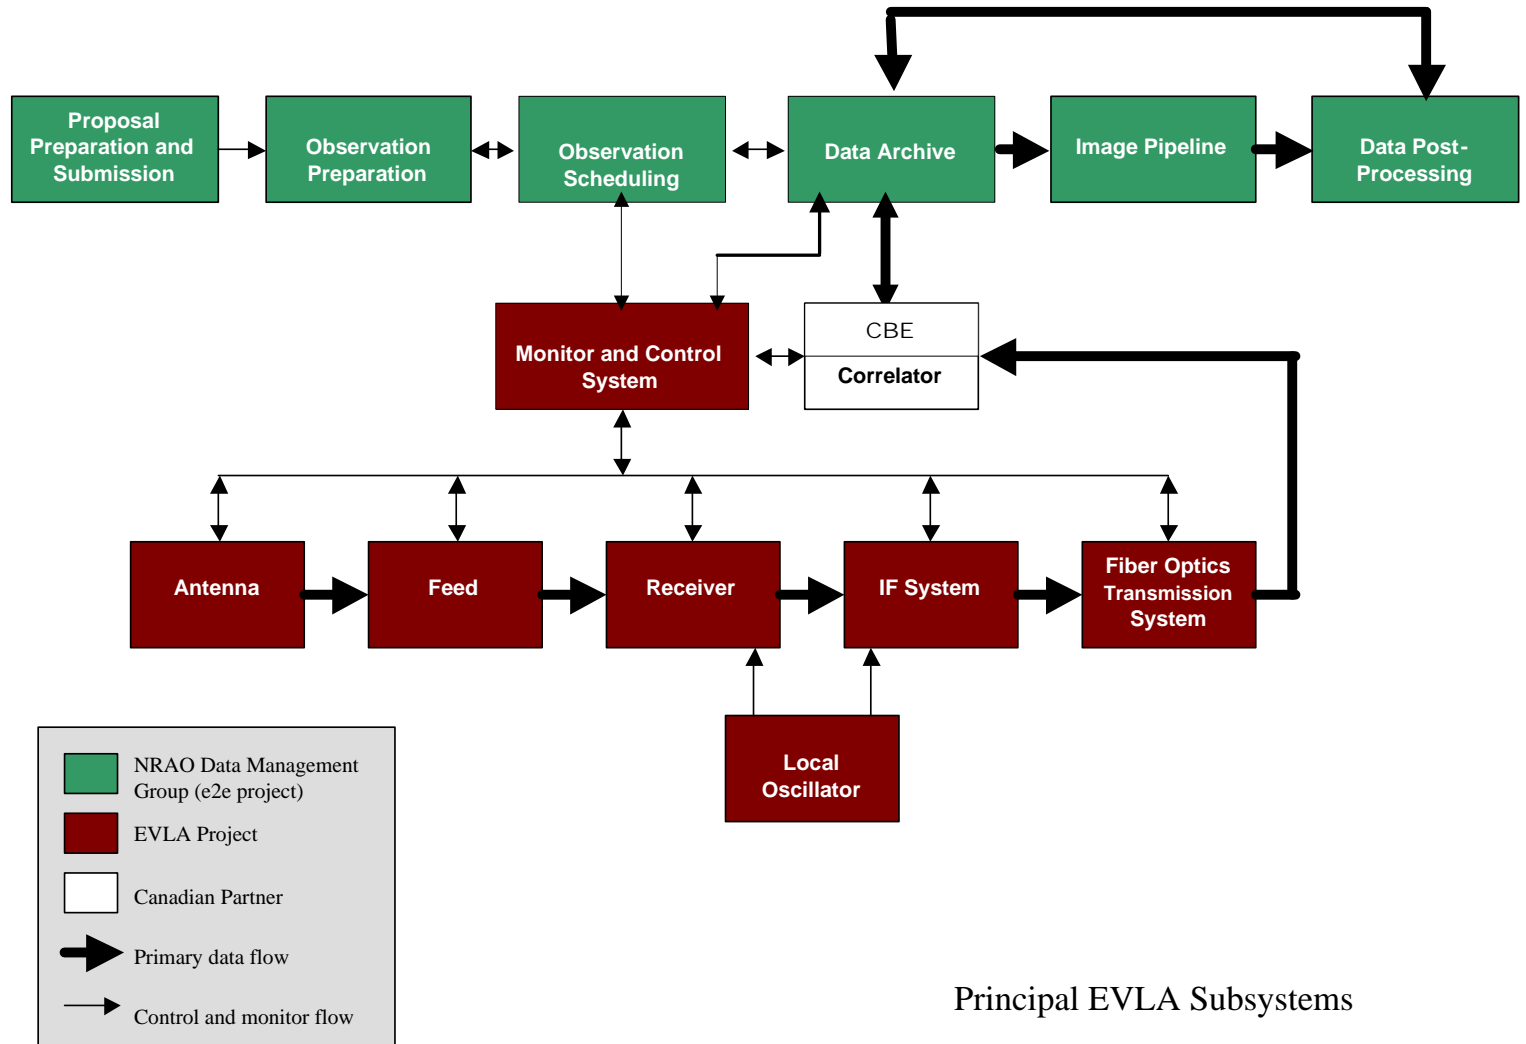 Proposal
Preparation and
Submission
Observation
Preparation
Observation
Scheduling
Data Archive
Image Pipeline
Data Post-
Processing
Monitor and Control
System
CBE
Correlator
Antenna
Feed
Receiver
IF System
Fiber Optics
Transmission
System
Local
Oscillator
NRAO Data Management
Group (e2e project)
EVLA Project
Canadian Partner
Primary data flow
Control and monitor flow
Principal EVLA Subsystems